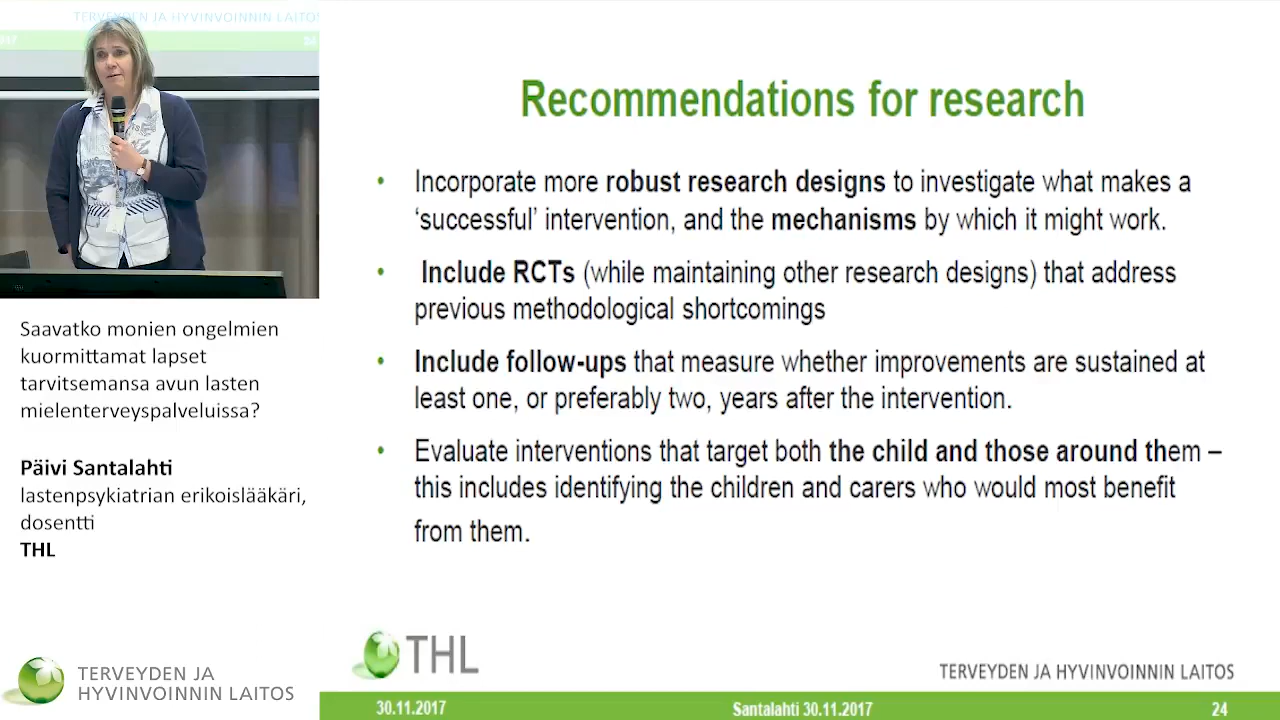 TERVEYDEN JA HYVINVOINNIN LAITOS
2017
24
Saavatko monien ongelmien
kuormittamat lapset
tarvitsemansa avun lasten
mielenterveyspalveluissa?
Päivi Santalahti
lastenpsykiatrian erikoislääkäri,
dosentti
THL
TERVEYDEN JA
HYVINVOINNIN LAITOS
Recommendations for research
• Incorporate more robust research designs to investigate what makes a
‘successful’ intervention, and the mechanisms by which it might work.
• Include RCTs (while maintaining other research designs) that address
previous methodological shortcomings
• Include follow-ups that measure whether improvements are sustained at
least one, or preferably two, years after the intervention.
• Evaluate interventions that target both the child and those around them –
this includes identifying the children and carers who would most benefit
from them.
THL
TERVEYDEN JA HYVINVOINNIN LAITOS
30.11.2017
Santalahti 30.11.2017
24